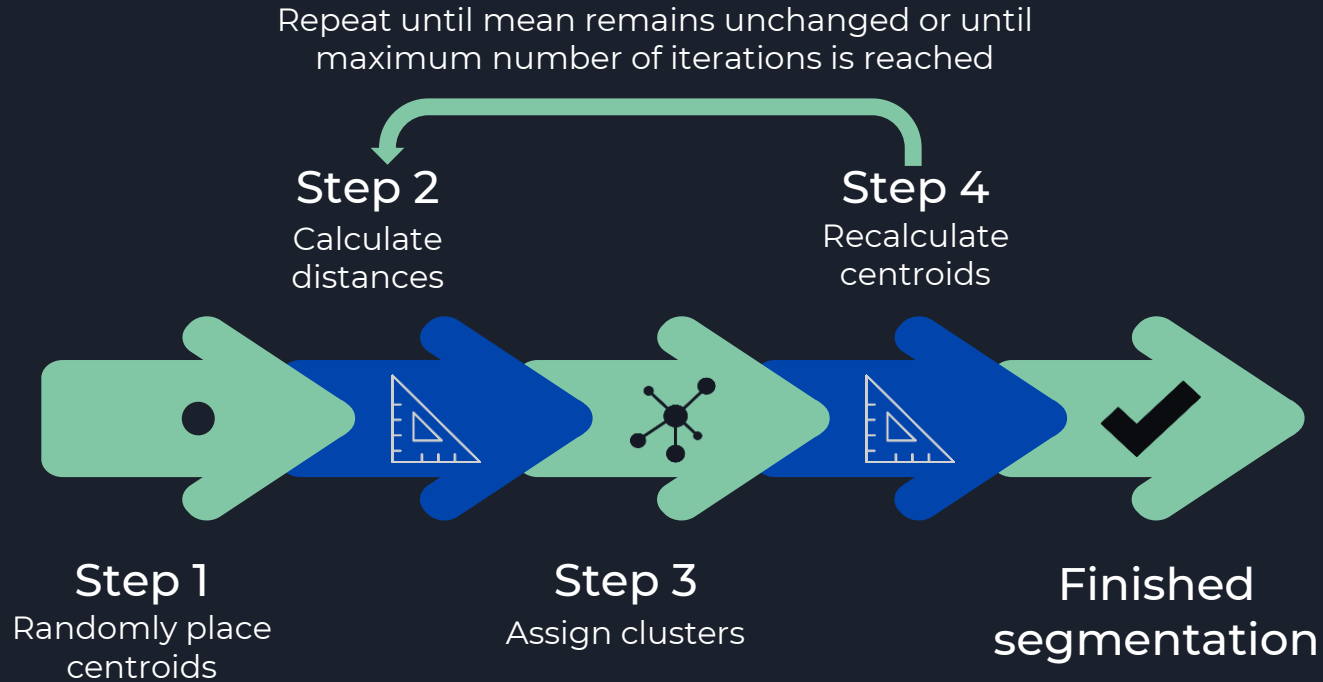 Repeat until mean remains unchanged or until
maximum number of iterations is reached
Step 2
Calculate
distances
Step 4
Recalculate
centroids
Step 1
Randomly place
centroids
Step 3
Assign clusters
Finished
segmentation